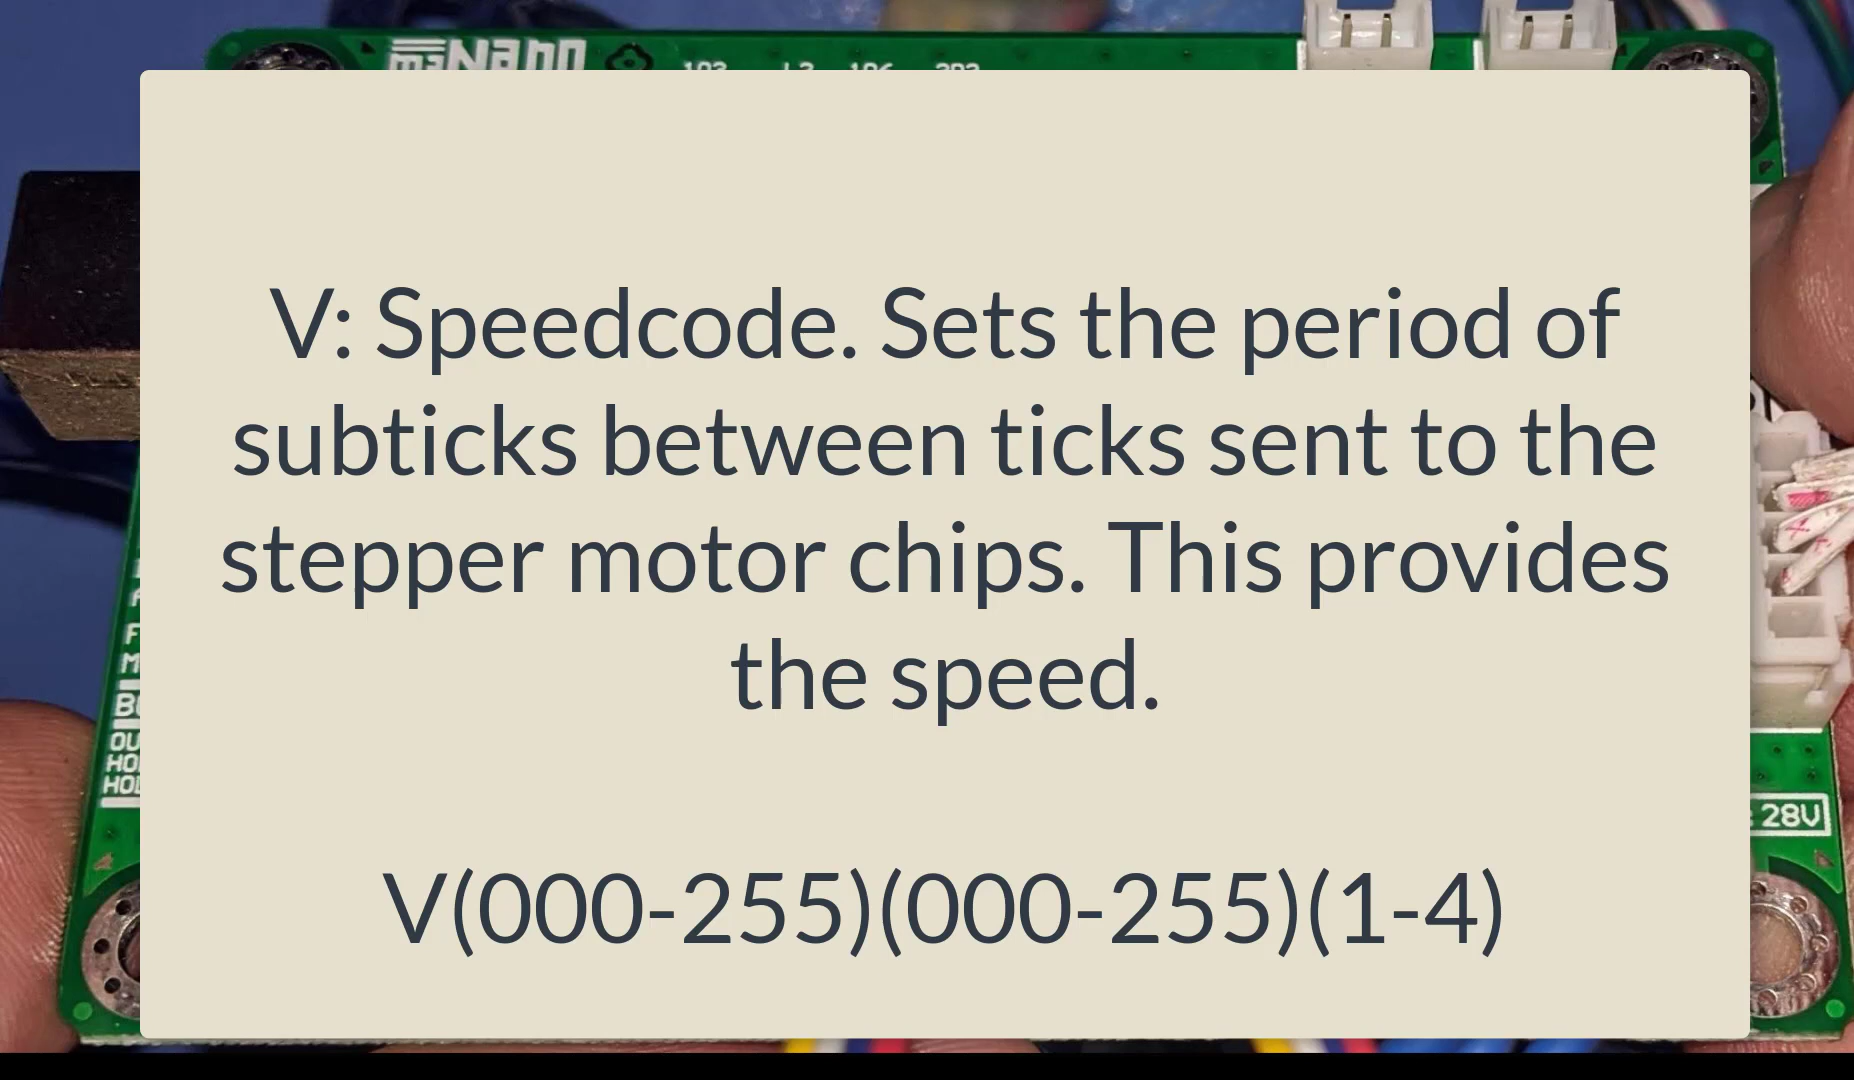 m3Nano
V: Speedcode. Sets the period of
subticks between ticks sent to the
stepper motor chips. This provides
the speed.
V(000-255)(000-255)(1-4)
28V